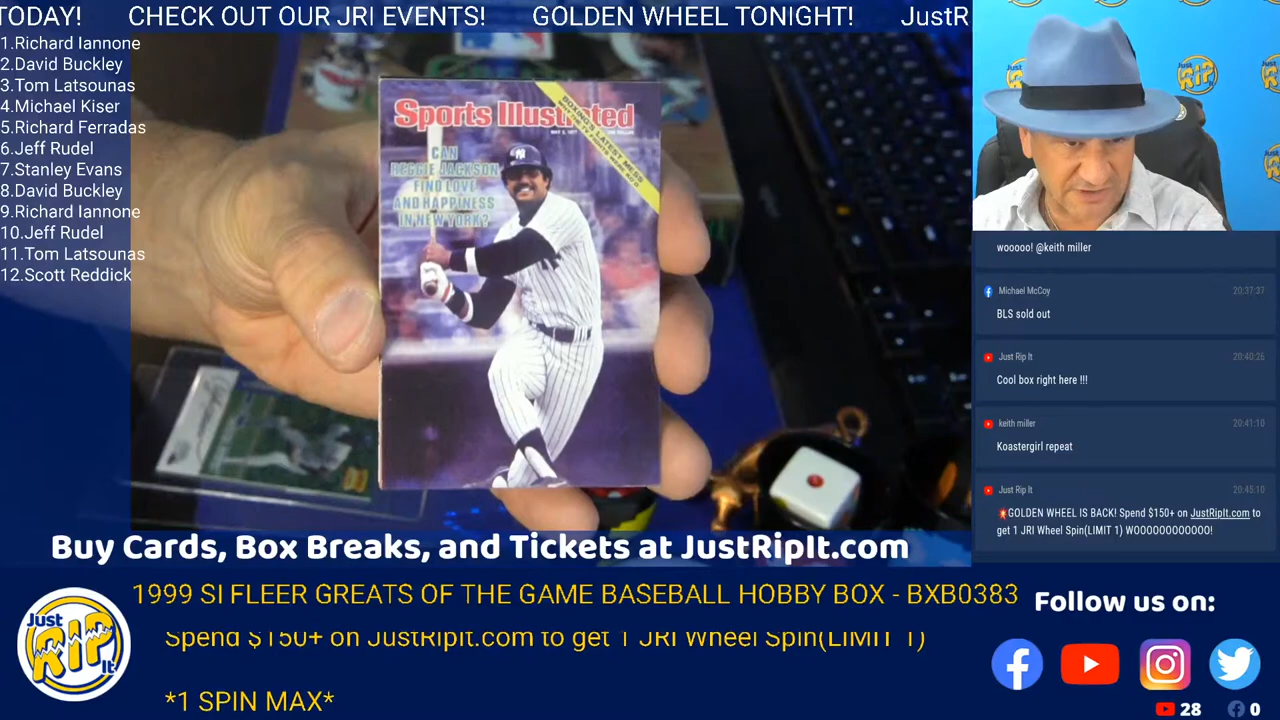 TODAY! CHECK OUT OUR JRI EVENTS! GOLDEN WHEEL TONIGHT! JustR
1.Richard Iannone
2.David Buckley
3.Tom Latsounas
4.Michael Kiser
5.Richard Ferradas
6.Jeff Rudel
7.Stanley Evans
8.David Buckley
9.Richard Iannone
10.Jeff Rudel
11.Tom Latsounas
12.Scott Reddick
Sports Illustrated
CAN
REGGIE JACKSON
FIND LOVE
AND HAPPINESS
IN NEW YORK?
wooooo! @keith miller
Michael McCoy 20:37:37
BLS sold out
Just Rip It 20:40:26
Cool box right here !!!
keith miller 20:41:10
Koastergirl repeat
Just Rip It 20:45:10
💥GOLDEN WHEEL IS BACK! Spend $150+ on JustRipIt.com to
get 1 JRI Wheel Spin(LIMIT 1) WOOOOOOOOOOOO!
Buy Cards, Box Breaks, and Tickets at JustRipIt.com
1999 SI FLEER GREATS OF THE GAME BASEBALL HOBBY BOX - BXB0383
Spend $150+ on JustRipIt.com to get 1 JRI Wheel Spin(LIMIT 1)
*1 SPIN MAX*
Just
RIP
It
Follow us on:
28 0